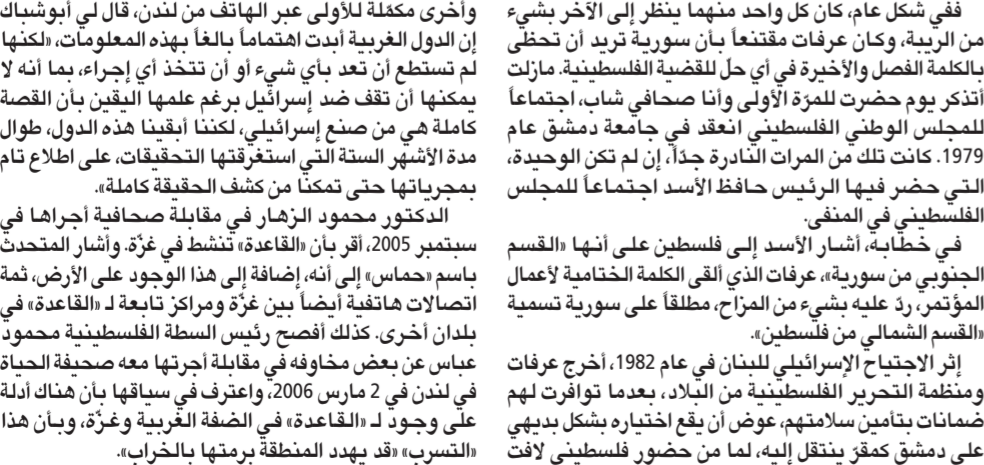 ففي شكل عام، كان كل واحد منهما ينظر إلى الآخر بشيء
من الريبة، وكان عرفات مقتنعاً بأن سورية تريد أن تحظى
بالكلمة الفصل والأخيرة في أي حلّ للقضية الفلسطينية. مازلت
أتذكر يوم حضرت للمرّة الأولى وأنا صحافي شاب، اجتماعاً
للمجلس الوطني الفلسطيني انعقد في جامعة دمشق عام
1979. كانت تلك من المرات النادرة جدّاً، إن لم تكن الوحيدة،
التي حضر فيها الرئيس حافظ الأسد اجتماعاً للمجلس
الفلسطيني في المنفى.
في خطابه، أشار الأسد إلى فلسطين على أنها «القسم
الجنوبي من سورية»، عرفات الذي ألقى الكلمة الختامية لأعمال
المؤتمر، ردّ عليه بشيء من المزاح، مطلقاً على سورية تسمية
«القسم الشمالي من فلسطين».
إثر الاجتياح الإسرائيلي للبنان في عام 1982، أخرج عرفات
ومنظمة التحرير الفلسطينية من البلاد، بعدما توافرت لهم
ضمانات بتأمين سلامتهم، عوض أن يقع اختياره بشكل بديهي
على دمشق كمقرّ ينتقل إليه، لما من حضور فلسطيني لافت
وأخرى مكمّلة للأولى عبر الهاتف من لندن، قال لي أبوشباك
إن الدول الغربية أبدت اهتماماً بالغاً بهذه المعلومات، «لكنها
لم تستطع أن تعد بأي شيء أو أن تتخذ أي إجراء، بما أنه لا
يمكنها أن تقف ضد إسرائيل برغم علمها اليقين بأن القصة
كاملة هي من صنع إسرائيلي، لكننا أبقينا هذه الدول، طوال
مدة الأشهر الستة التي استغرقتها التحقيقات، على اطلاع تام
بمجرياتها حتى تمكنا من كشف الحقيقة كاملة».
الدكتور محمود الزهار في مقابلة صحافية أجراها في
سبتمبر 2005، أقر بأن «القاعدة» تنشط في غزّة. وأشار المتحدث
باسم «حماس» إلى أنه، إضافة إلى هذا الوجود على الأرض، ثمة
اتصالات هاتفية أيضاً بين غزّة ومراكز تابعة لـ «القاعدة» في
بلدان أخرى. كذلك أفصح رئيس السطة الفلسطينية محمود
عباس عن بعض مخاوفه في مقابلة أجرتها معه صحيفة الحياة
في لندن في 2 مارس 2006، واعترف في سياقها بأن هناك أدلة
على وجود لـ «القاعدة» في الضفة الغربية وغزّة، وبأن هذا
«التسرب» «قد يهدد المنطقة برمتها بالخراب».